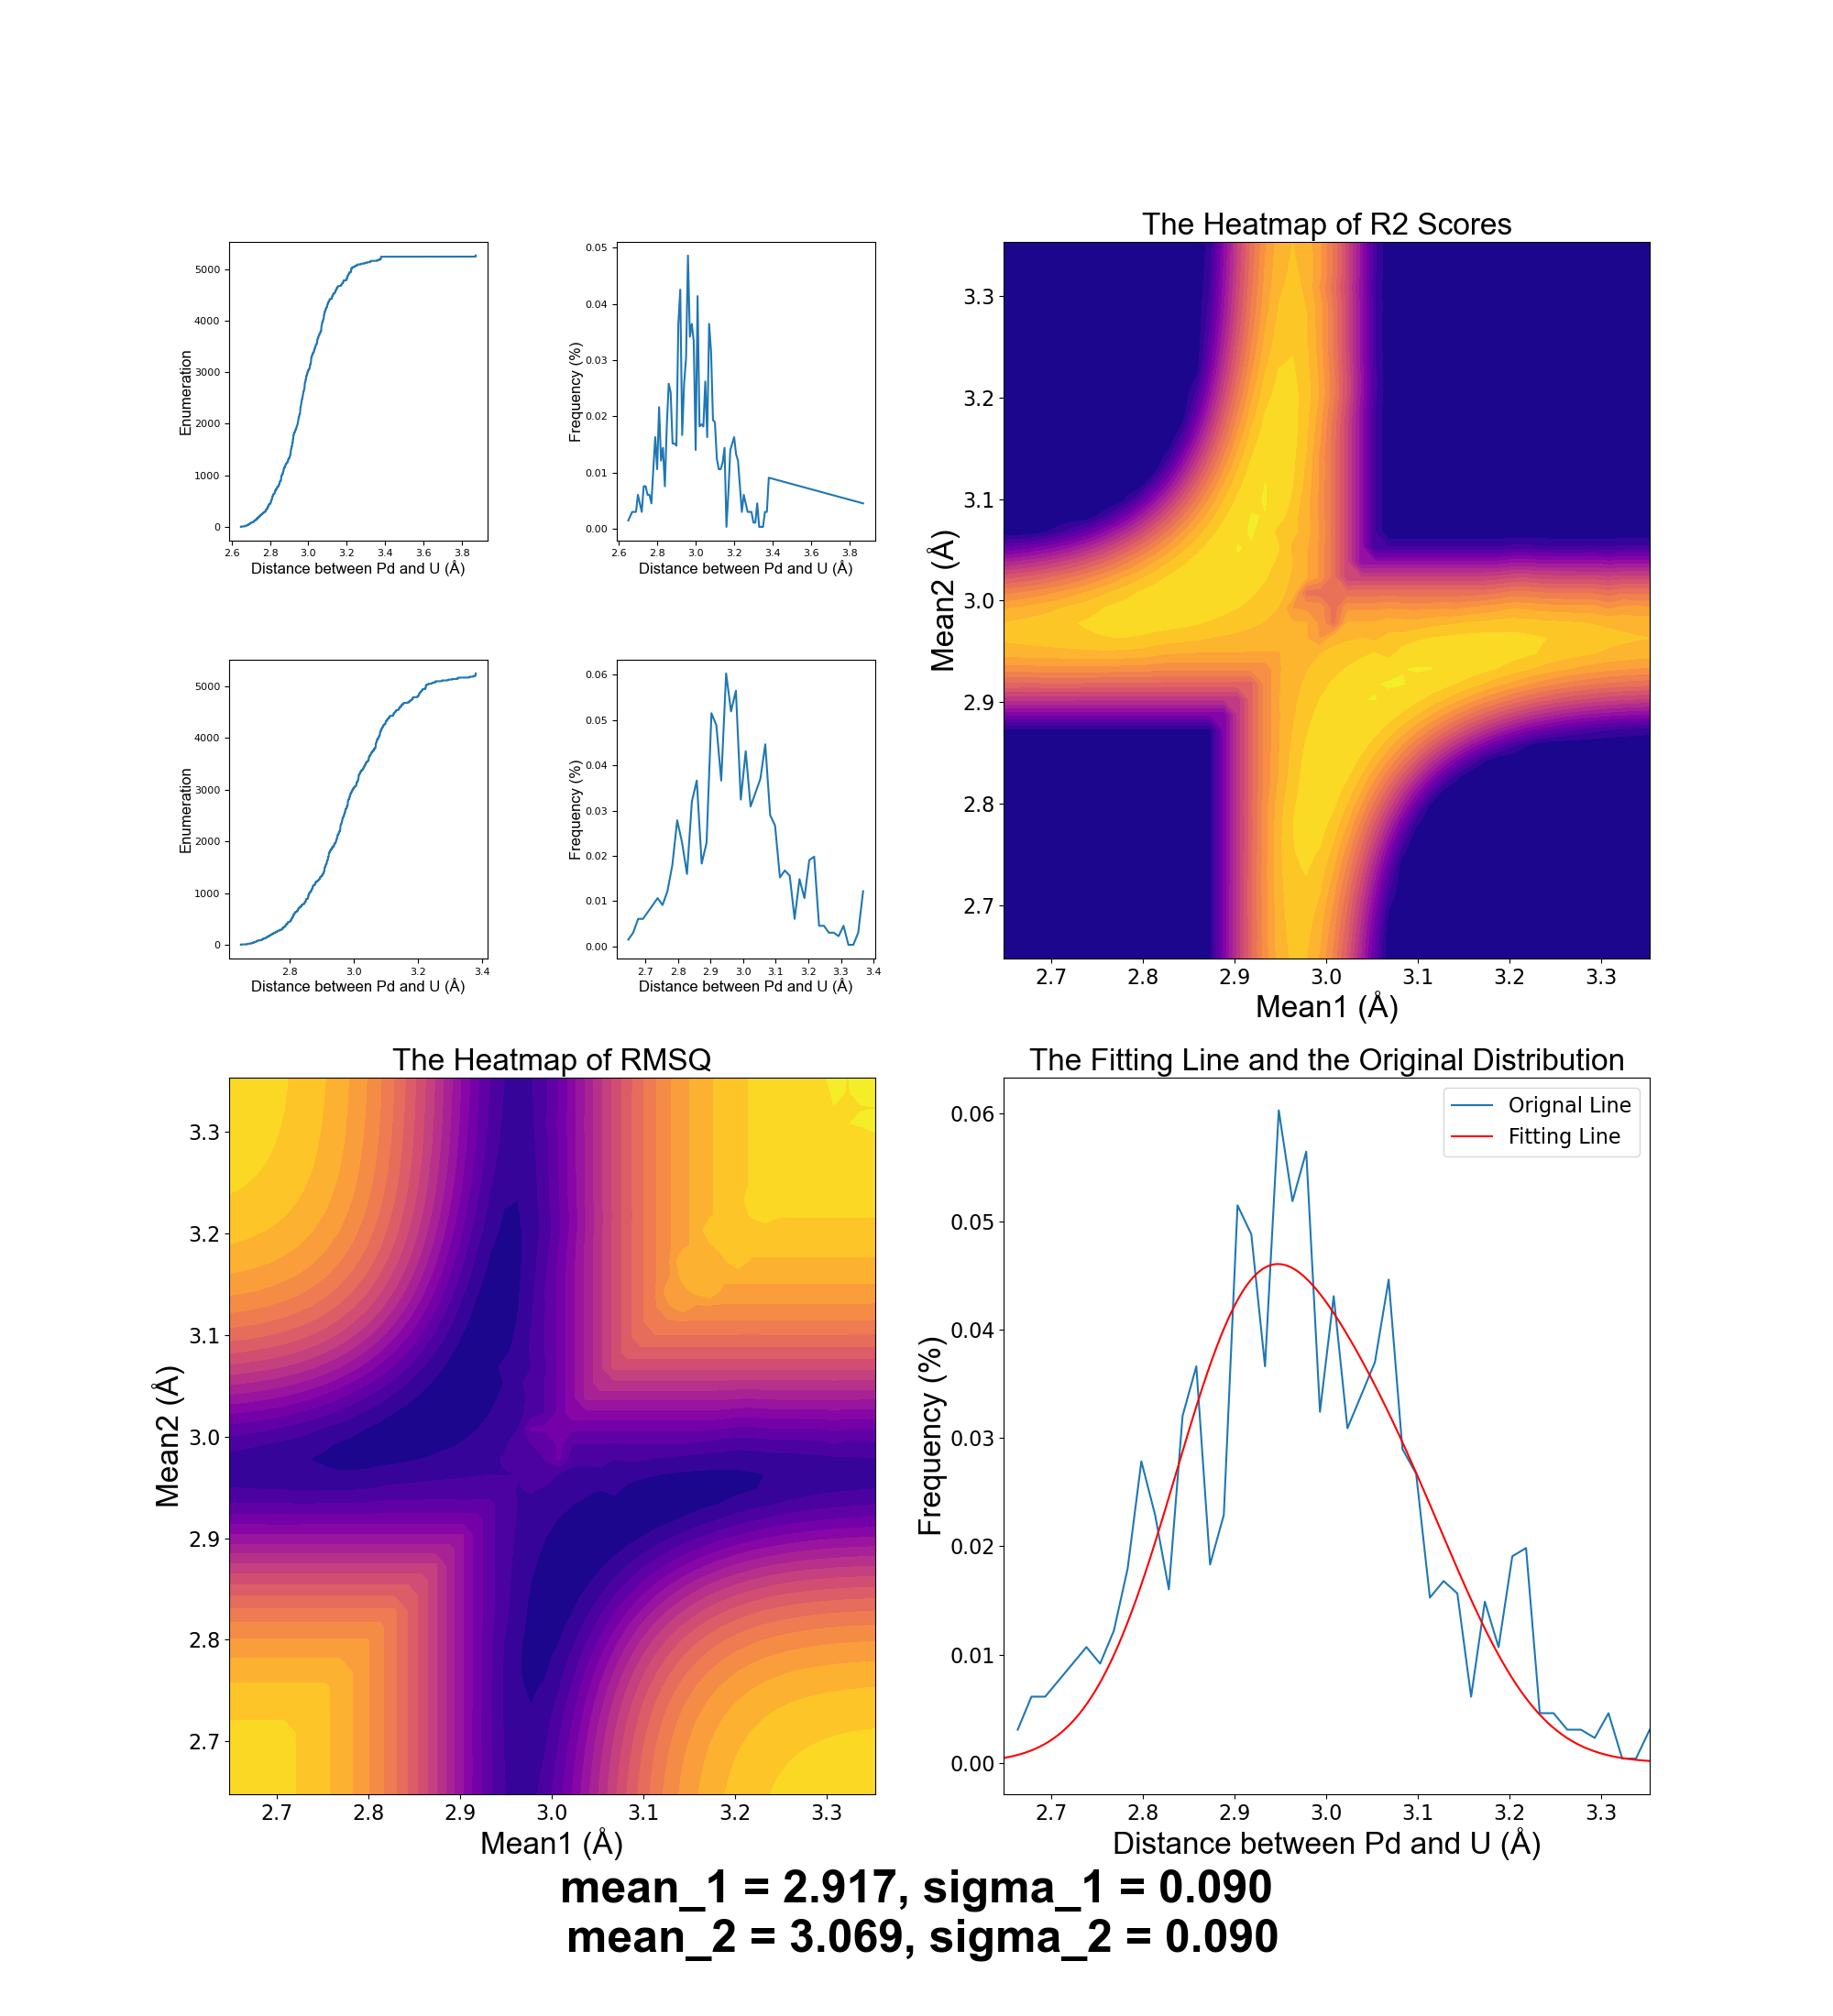 The Heatmap of R2 Scores
5000
4000
3000
2000
1000
0
Enumeration
2.6 2.8 3.0 3.2 3.4 3.6 3.8
Distance between Pd and U (Å)
0.05
0.04
0.03
0.02
0.01
0.00
Frequency (%)
2.6 2.8 3.0 3.2 3.4 3.6 3.8
Distance between Pd and U (Å)
3.3
3.2
3.1
3.0
2.9
2.8
2.7
Mean2 (Å)
2.7 2.8 2.9 3.0 3.1 3.2 3.3
Mean1 (Å)
5000
4000
3000
2000
1000
0
Enumeration
2.8 3.0 3.2 3.4
Distance between Pd and U (Å)
0.06
0.05
0.04
0.03
0.02
0.01
0.00
Frequency (%)
2.7 2.8 2.9 3.0 3.1 3.2 3.3 3.4
Distance between Pd and U (Å)
The Heatmap of RMSQ
3.3
3.2
3.1
3.0
2.9
2.8
2.7
Mean2 (Å)
2.7 2.8 2.9 3.0 3.1 3.2 3.3
Mean1 (Å)
The Fitting Line and the Original Distribution
Orignal Line
Fitting Line
0.06
0.05
0.04
0.03
0.02
0.01
0.00
Frequency (%)
2.7 2.8 2.9 3.0 3.1 3.2 3.3
Distance between Pd and U (Å)
mean_1 = 2.917, sigma_1 = 0.090
mean_2 = 3.069, sigma_2 = 0.090